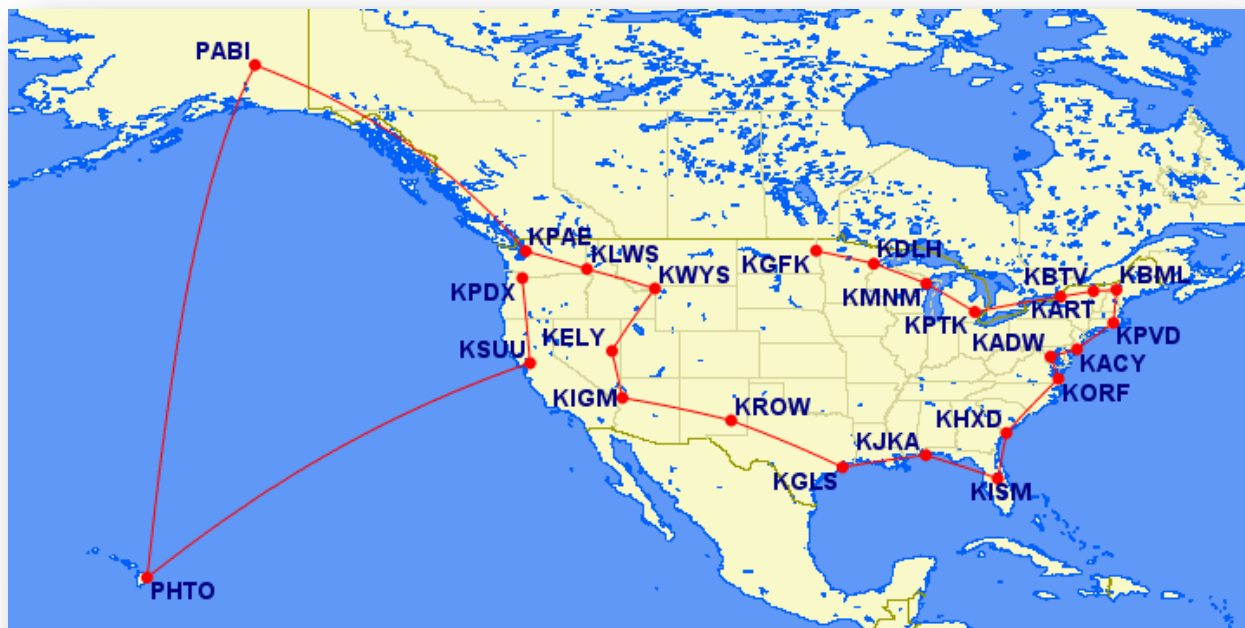 PABI
KPAE
KLWS
KWYS
KPDX
KSUU
KELY
KIGM
KROW
KGLS
KJKA
KISM
KHXD
KORF
KACY
KADW
KPVD
KBML
KBTV
KART
KPTK
KMNM
KDLH
KGFK
PHTO